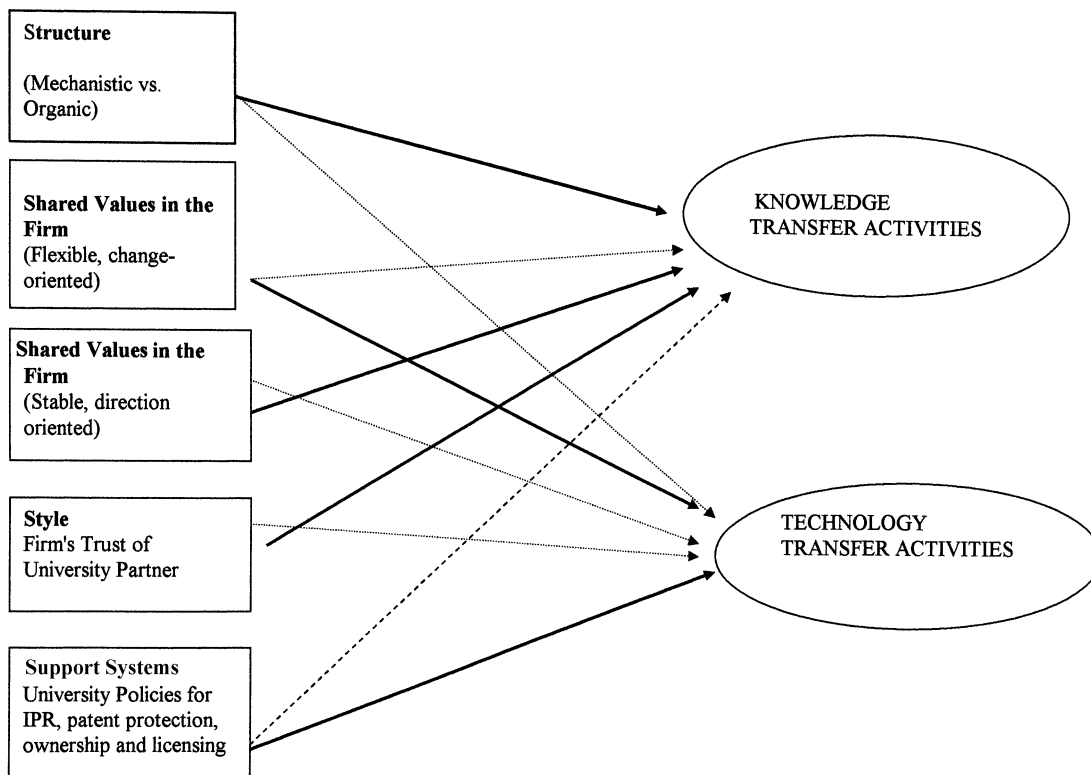 Structure
(Mechanistic vs.
Organic)
Shared Values in the
Firm
(Flexible, change-
oriented)
Shared Values in the
Firm
(Stable, direction
oriented)
Style
Firm's Trust of
University Partner
Support Systems
University Policies for
IPR, patent protection,
ownership and licensing
KNOWLEDGE
TRANSFER ACTIVITIES
TECHNOLOGY
TRANSFER ACTIVITIES